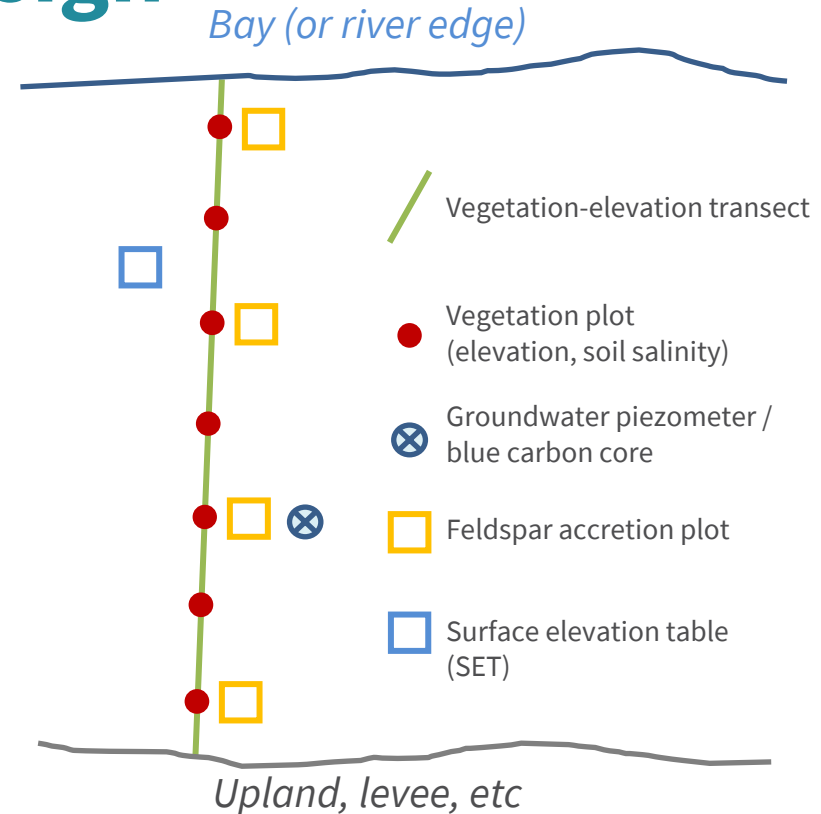 Bay (or river edge)
Vegetation-elevation transect
Vegetation plot
(elevation, soil salinity)
Groundwater piezometer /
blue carbon core
Feldspar accretion plot
Surface elevation table
(SET)
Upland, levee, etc